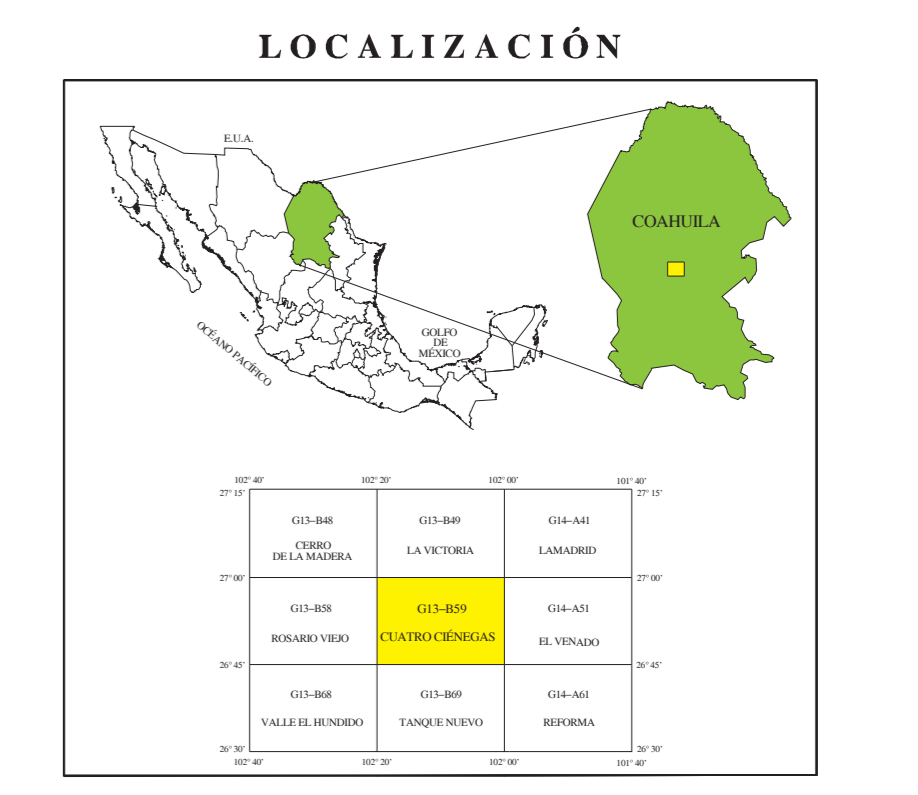 LOCALIZACIÓN
E.U.A.
COAHUILA
OCÉANO PACÍFICO
GOLFO
DE
MÉXICO
102° 40'
102° 20'
102° 00'
101° 40'
27° 15'
27° 15'
G13–B48
G13–B49
G14–A41
CERRO
DE LA MADERA
LA VICTORIA
LAMADRID
27° 00'
27° 00'
G13–B58
G13–B59
G14–A51
ROSARIO VIEJO
CUATRO CIÉNEGAS
EL VENADO
26° 45'
26° 45'
G13–B68
G13–B69
G14–A61
VALLE EL HUNDIDO
TANQUE NUEVO
REFORMA
26° 30'
26° 30'
102° 40'
102° 20'
102° 00'
101° 40'